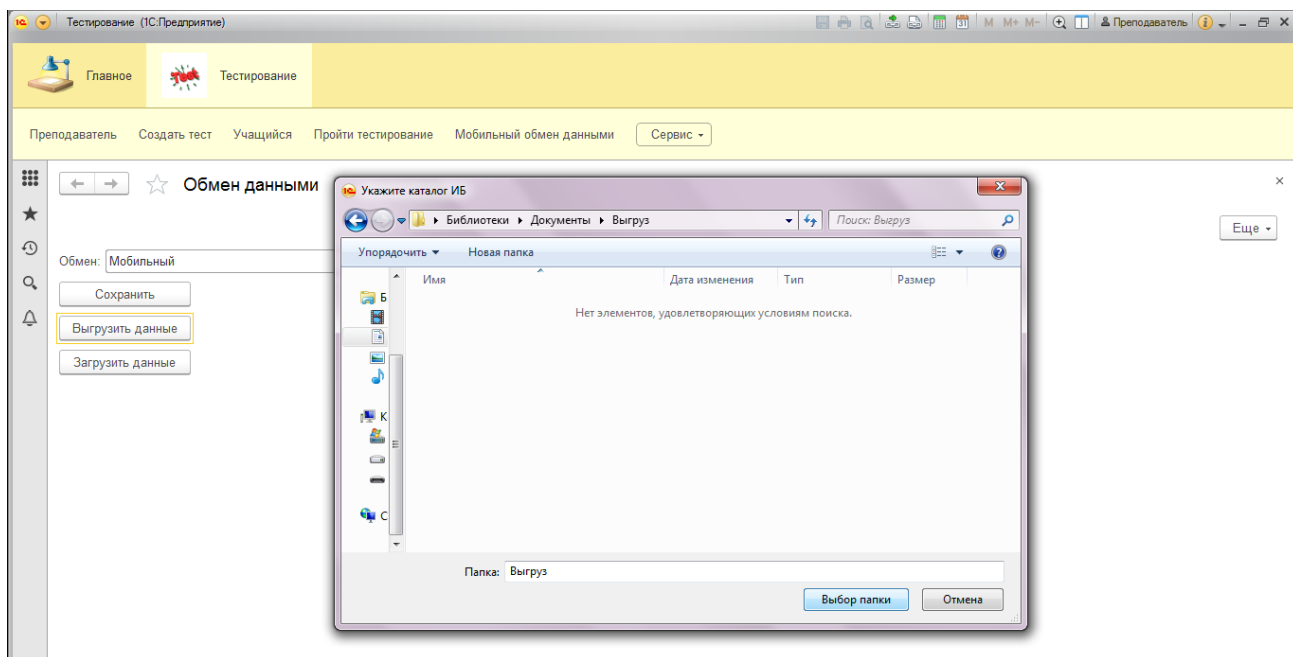 Тестирование (1С:Предприятие)
M M+ M- Преподаватель
Главное Тестирование
Преподаватель Создать тест Учащийся Пройти тестирование Мобильный обмен данными Сервис
Обмен данными
Еще
Обмен: Мобильный
Сохранить
Выгрузить данные
Загрузить данные
Укажите каталог ИБ
Библиотеки Документы Выгруз Поиск: Выгруз
Упорядочить Новая папка
Имя Дата изменения Тип Размер
Нет элементов, удовлетворяющих условиям поиска.
Б
К
С
Папка: Выгруз
Выбор папки Отмена